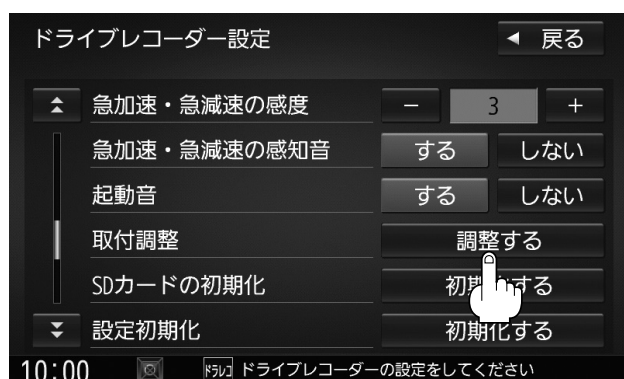 ドライブレコーダー設定 戻る
急加速・急減速の感度 − 3 +
急加速・急減速の感知音 する しない
起動音 する しない
取付調整 調整する
SDカードの初期化 初期化する
設定初期化 初期化する
10:00 ドラレコ ドライブレコーダーの設定をしてください